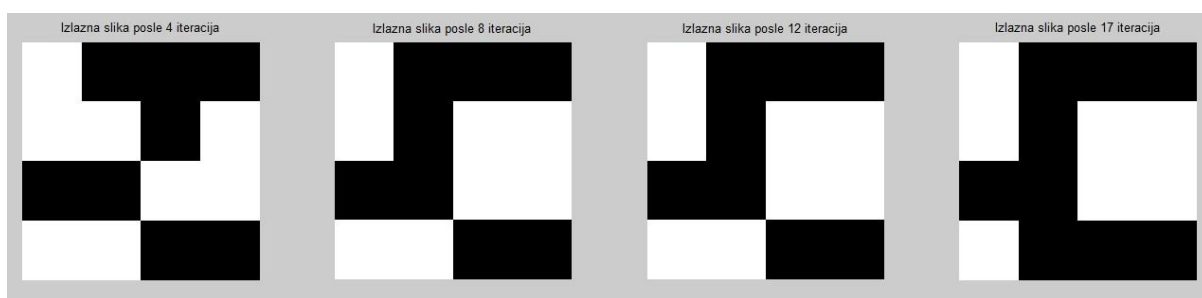 Izlazna slika posle 4 iteracija
Izlazna slika posle 8 iteracija
Izlazna slika posle 12 iteracija
Izlazna slika posle 17 iteracija